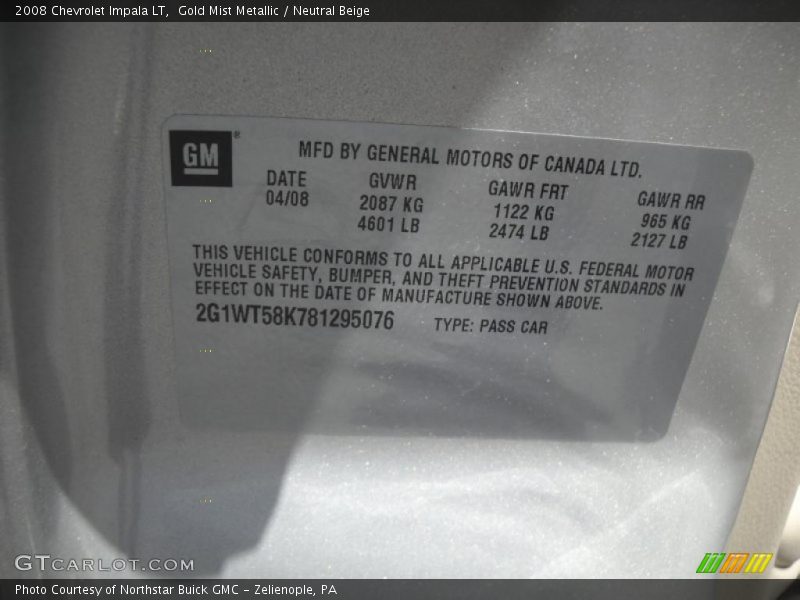 2008 Chevrolet Impala LT, Gold Mist Metallic / Neutral Beige
GM®
MFD BY GENERAL MOTORS OF CANADA LTD.
DATE GVWR GAWR FRT GAWR RR
04/08 2087 KG 1122 KG 965 KG
4601 LB 2474 LB 2127 LB
THIS VEHICLE CONFORMS TO ALL APPLICABLE U.S. FEDERAL MOTOR
VEHICLE SAFETY, BUMPER, AND THEFT PREVENTION STANDARDS IN
EFFECT ON THE DATE OF MANUFACTURE SHOWN ABOVE.
2G1WT58K781295076 TYPE: PASS CAR
GTCARLOT.COM
Photo Courtesy of Northstar Buick GMC - Zelienople, PA